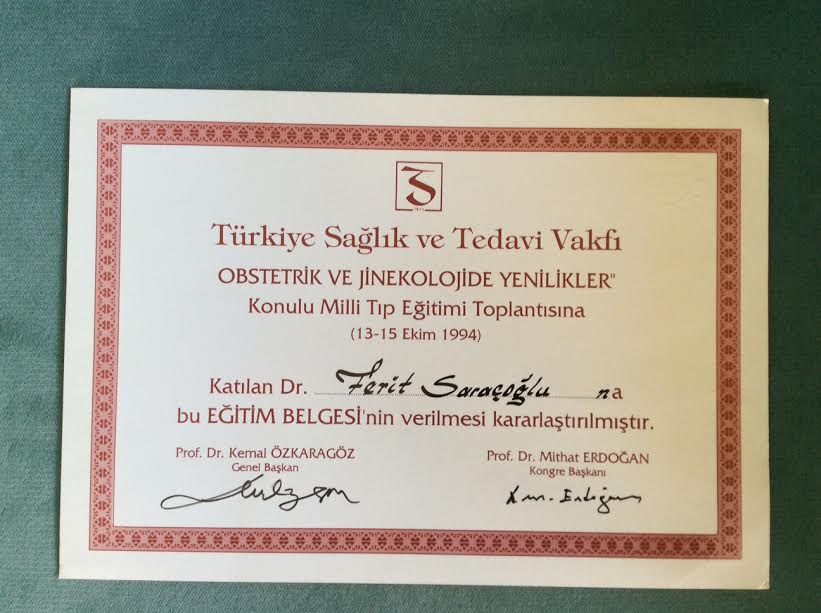 Türkiye Sağlık ve Tedavi Vakfı
OBSTETRİK VE JİNEKOLOJİDE YENİLİKLER"
Konulu Milli Tıp Eğitimi Toplantısına
(13-15 Ekim 1994)
Katılan Dr. Ferit Saraçoğlu na
bu EĞİTİM BELGESİ'nin verilmesi kararlaştırılmıştır.
Prof. Dr. Kemal ÖZKARAGÖZ
Genel Başkan
Prof. Dr. Mithat ERDOĞAN
Kongre Başkanı